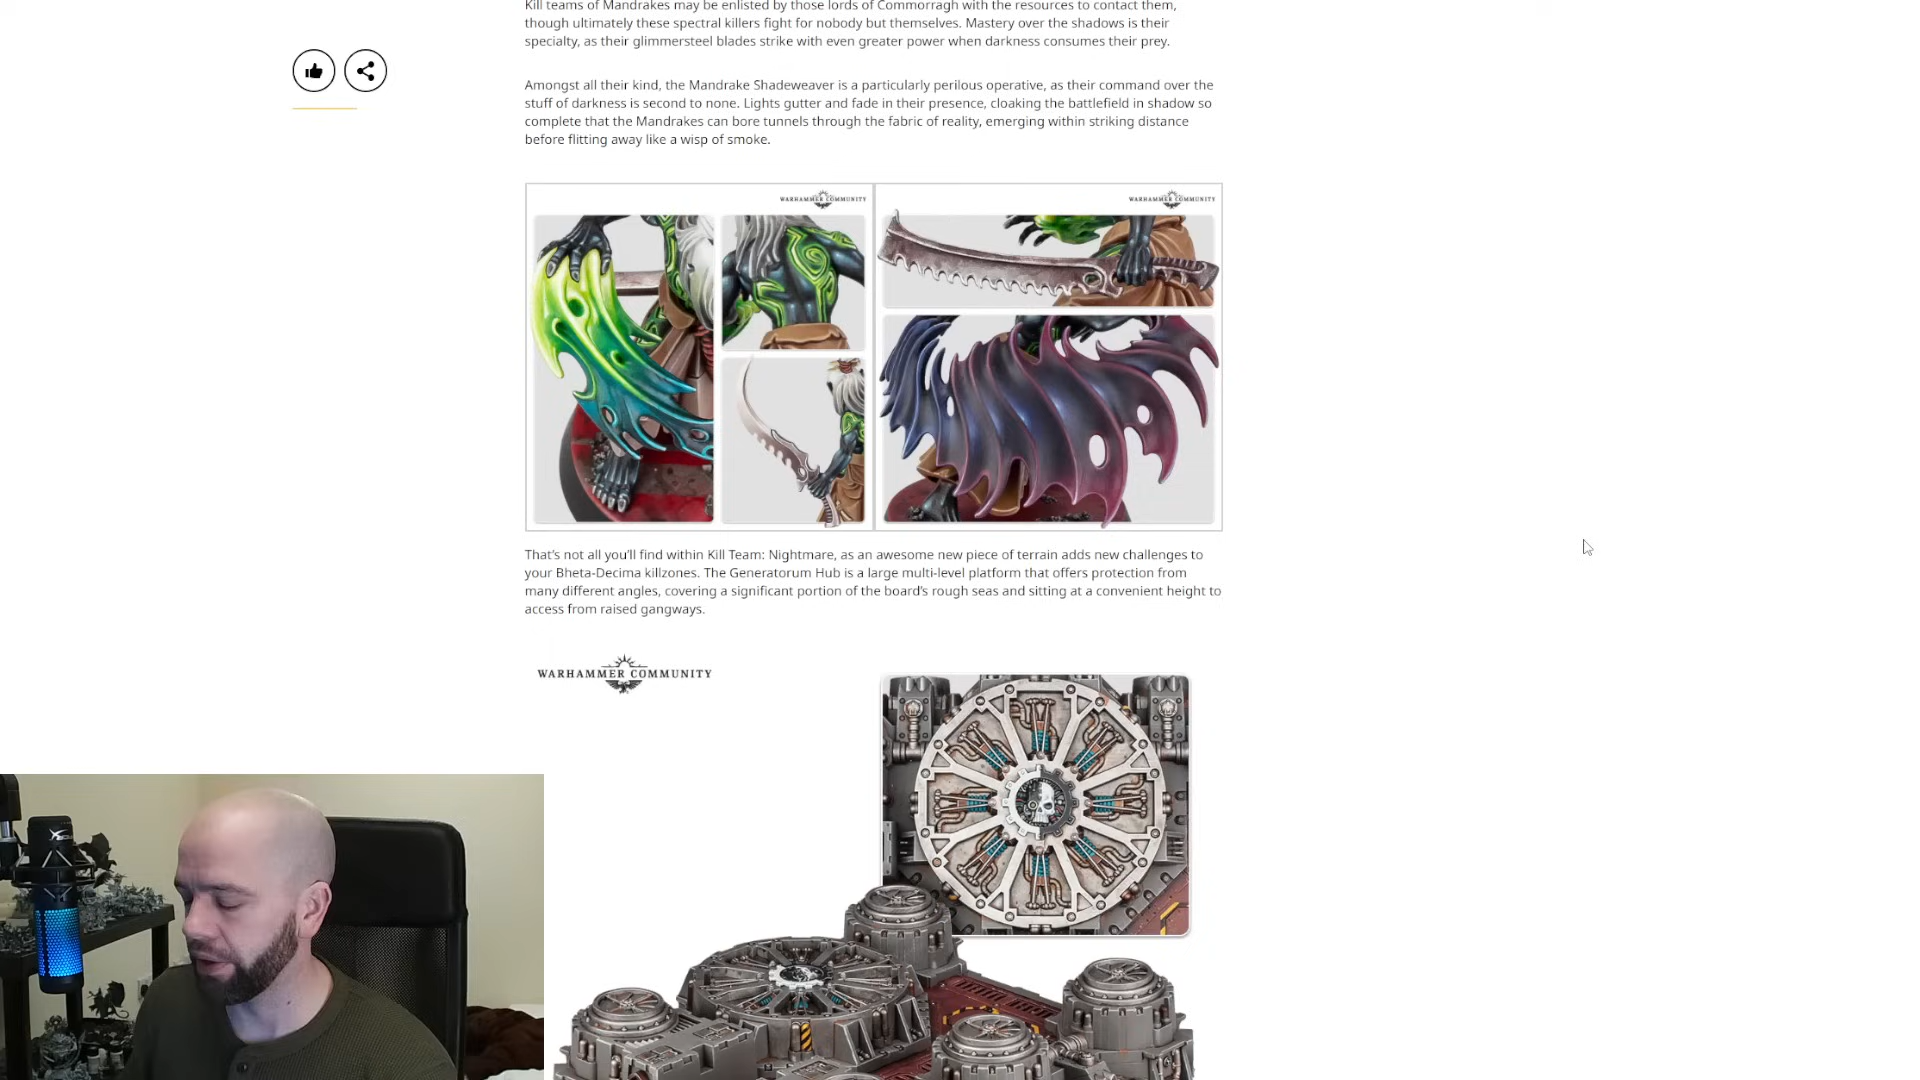 Kill teams of Mandrakes may be enlisted by those lords of Commorragh with the resources to contact them,
though ultimately these spectral killers fight for nobody but themselves. Mastery over the shadows is their
specialty, as their glimmersteel blades strike with even greater power when darkness consumes their prey.
Amongst all their kind, the Mandrake Shadeweaver is a particularly perilous operative, as their command over the
stuff of darkness is second to none. Lights gutter and fade in their presence, cloaking the battlefield in shadow so
complete that the Mandrakes can bore tunnels through the fabric of reality, emerging within striking distance
before flitting away like a wisp of smoke.
WARHAMMER COMMUNITY
WARHAMMER COMMUNITY
That's not all you'll find within Kill Team: Nightmare, as an awesome new piece of terrain adds new challenges to
your Bheta-Decima killzones. The Generatorum Hub is a large multi-level platform that offers protection from
many different angles, covering a significant portion of the board's rough seas and sitting at a convenient height to
access from raised gangways.
WARHAMMER COMMUNITY